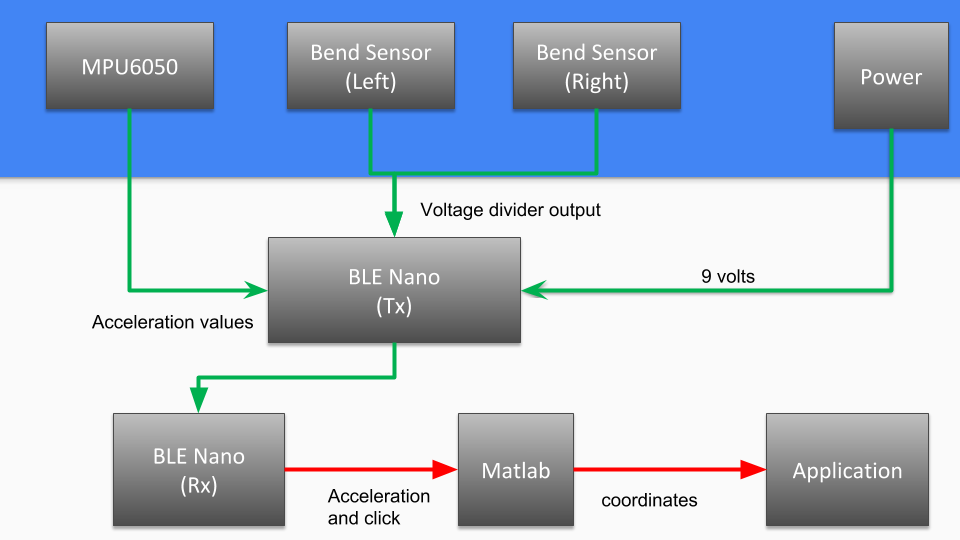 MPU6050
Bend Sensor
(Left)
Bend Sensor
(Right)
Power
Voltage divider output
BLE Nano
(Tx)
9 volts
Acceleration values
BLE Nano
(Rx)
Acceleration
and click
Matlab
coordinates
Application